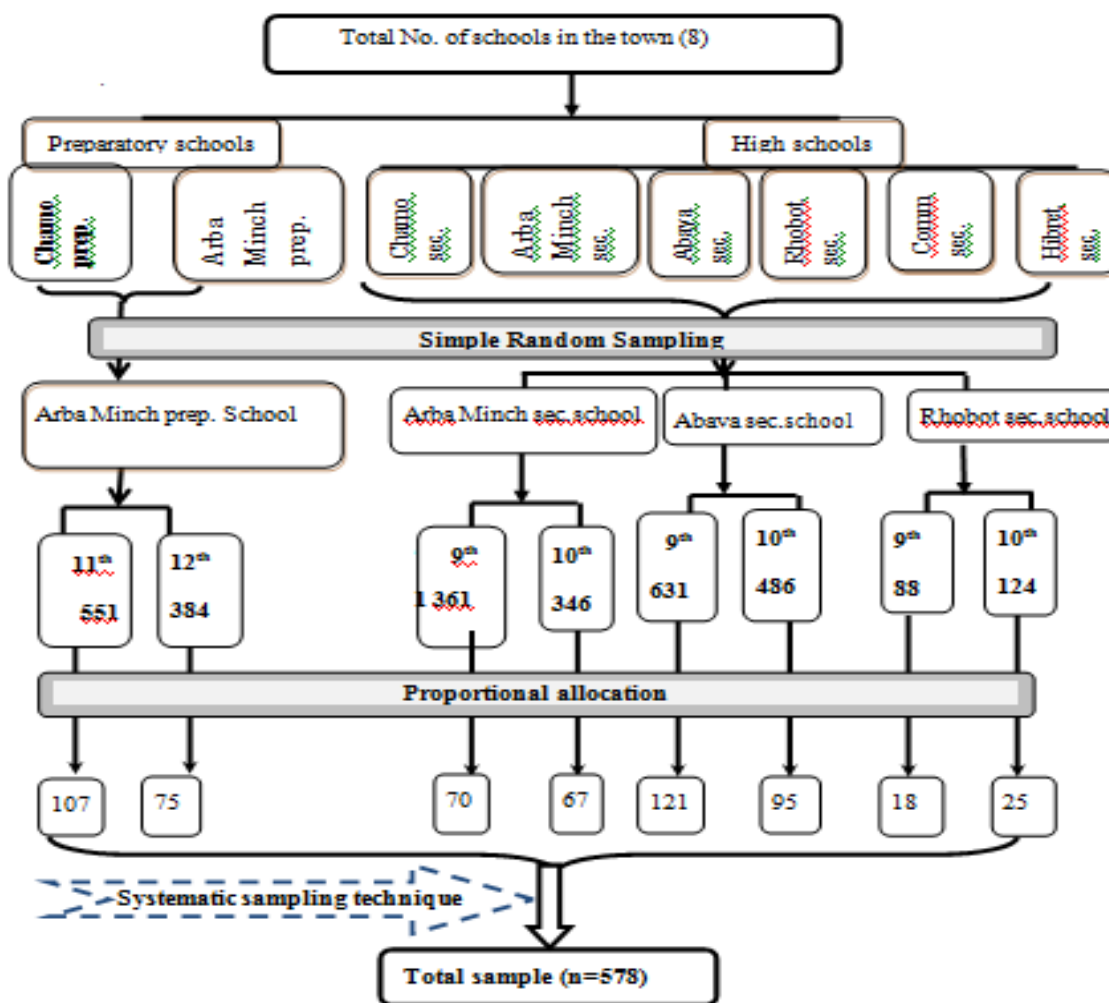 Total No. of schools in the town (8)
Preparatory schools
High schools
Chamo
prep.
Arba
Minch
prep.
Chamo
sec.
Arba
Minch
sec.
Abaya
sec.
Rhobot
sec.
Comm
sec.
Hibret
sec.
Simple Random Sampling
Arba Minch prep. School
Arba Minch sec.school
Abaya sec.school
Rhobot sec.school
11th
551
12th
384
9th
1 361
10th
346
9th
631
10th
486
9th
88
10th
124
Proportional allocation
107
75
70
67
121
95
18
25
Systematic sampling technique
Total sample (n=578)